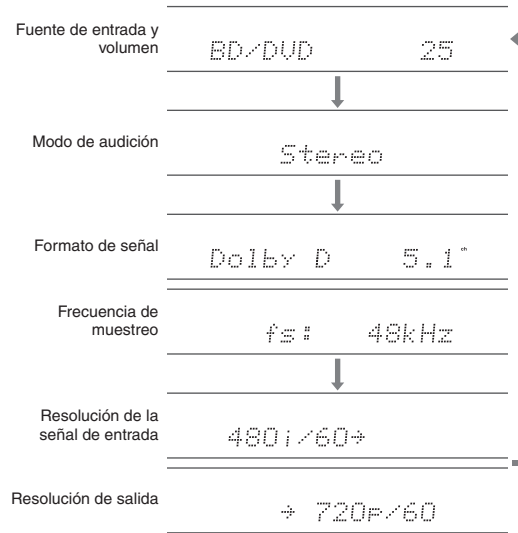 Fuente de entrada y
volumen
BD/DVD 25
Modo de audición
Stereo
Formato de señal
Dolby D 5.1 ch
Frecuencia de
muestreo
fs: 48kHz
Resolución de la
señal de entrada
480i/60→
Resolución de salida
→ 720p/60